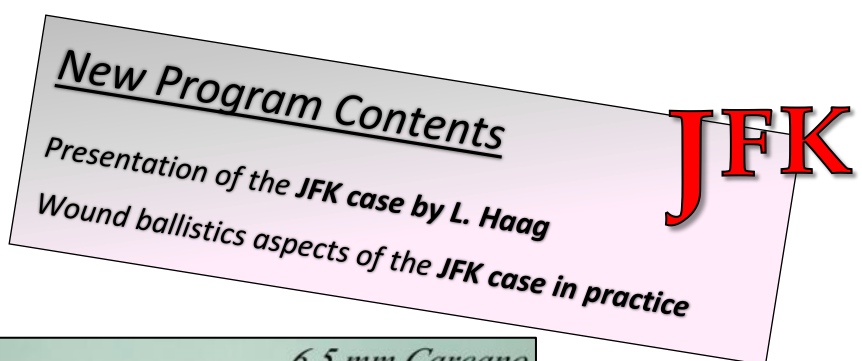 New Program Contents
JFK
Presentation of the JFK case by L. Haag
Wound ballistics aspects of the JFK case in practice
6.5 mm Carcano